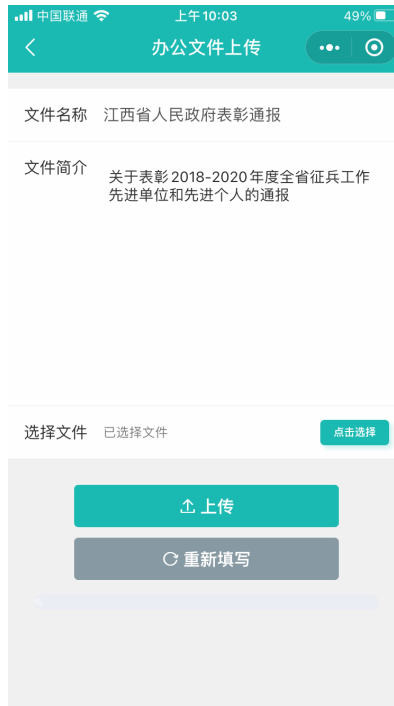 中国联通
上午10:03
49%
办公文件上传
文件名称 江西省人民政府表彰通报
文件简介
关于表彰2018-2020年度全省征兵工作
先进单位和先进个人的通报
选择文件 已选择文件 点击选择
上传
重新填写